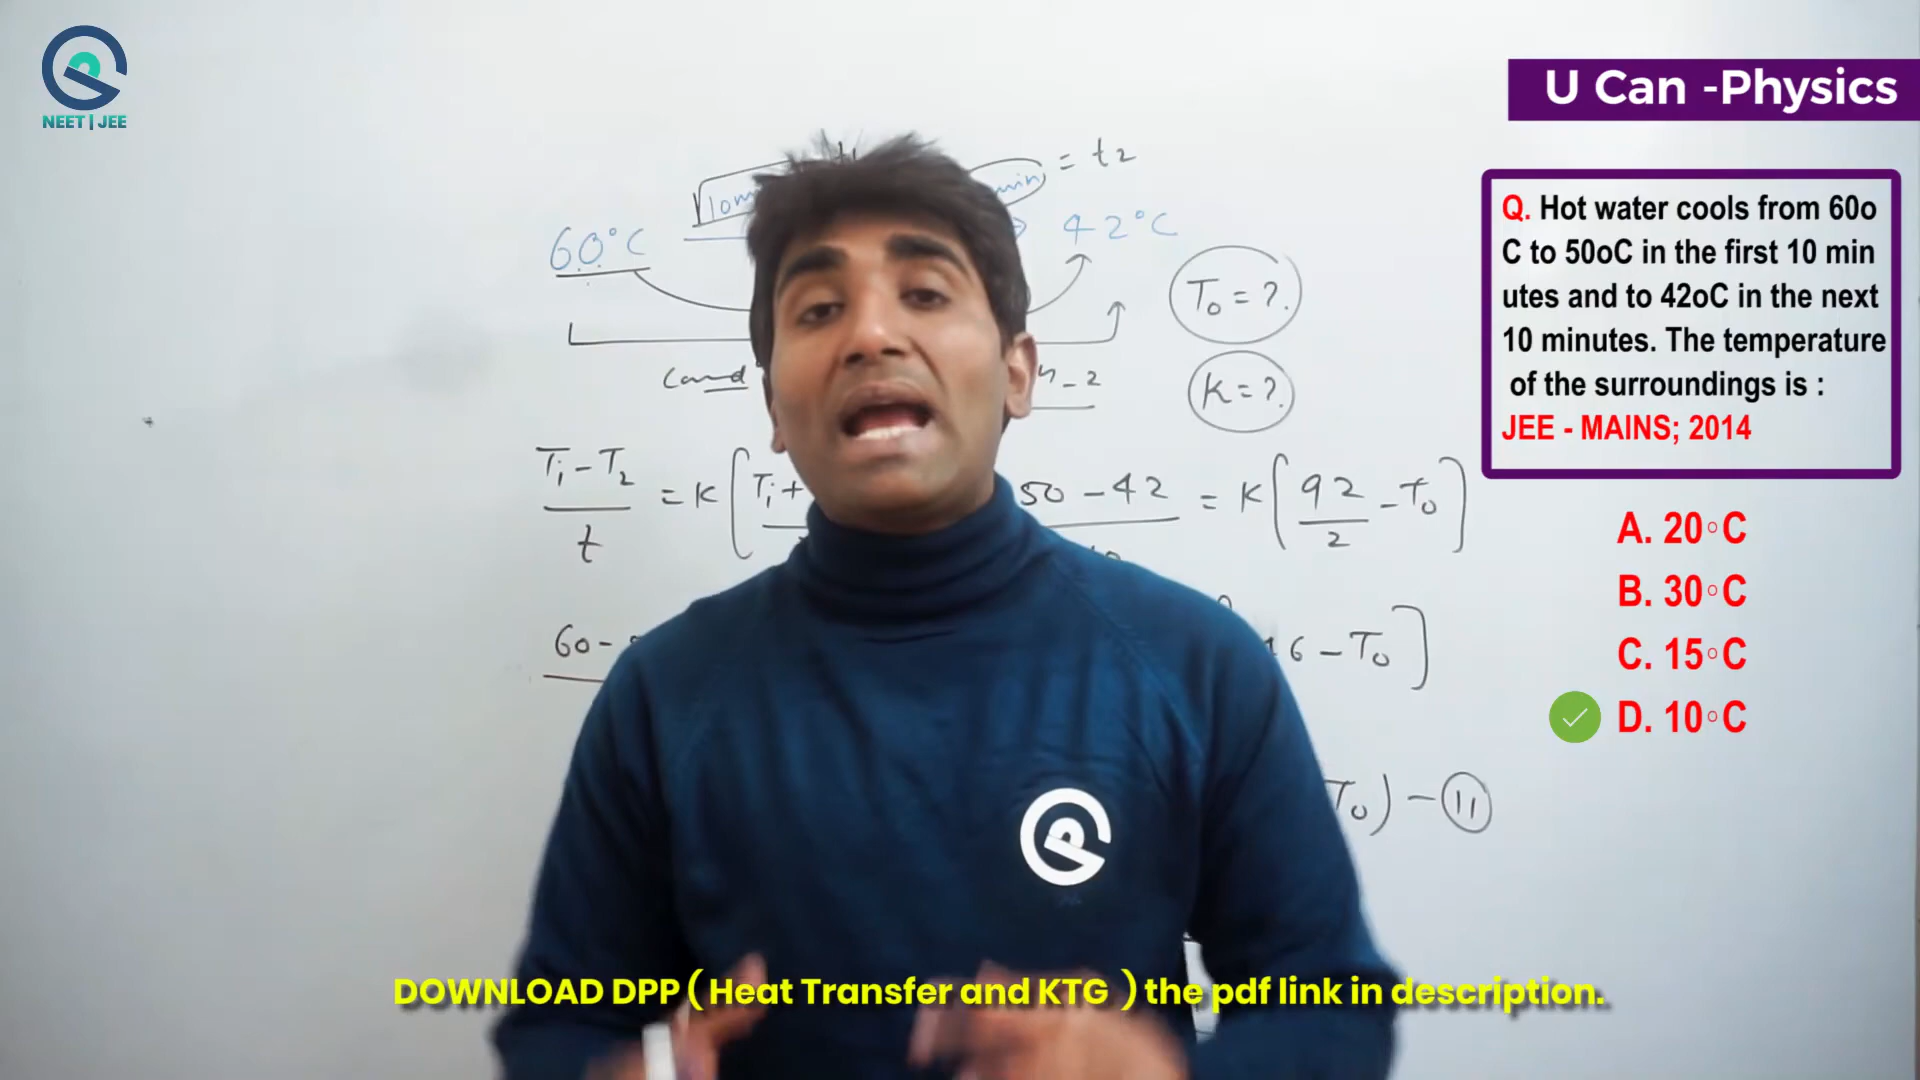 NEET | JEE
U Can -Physics
= t2
60°C
42°C
T0 = ?
K = ?
Q. Hot water cools from 60o
C to 50oC in the first 10 min
utes and to 42oC in the next
10 minutes. The temperature
of the surroundings is :
JEE - MAINS; 2014
T1 - T2
t
= K [ T1 +
50 - 42 = K [ 92 - T0 ]
2
60 -
6 - T0 ]
T0) - 11
A. 20°C
B. 30°C
C. 15°C
D. 10°C
DOWNLOAD DPP ( Heat Transfer and KTG ) the pdf link in description.